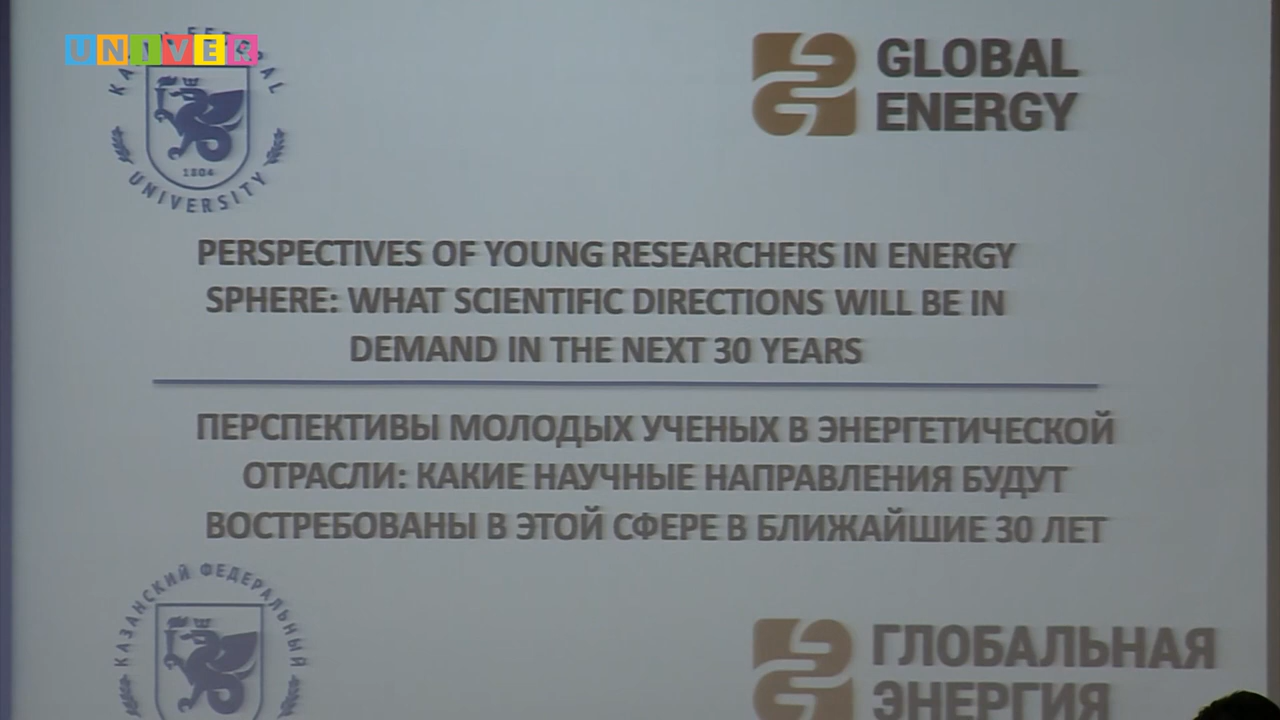 UNIVER
KAZAN FEDERAL
UNIVERSITY
1804
GLOBAL
ENERGY
PERSPECTIVES OF YOUNG RESEARCHERS IN ENERGY
SPHERE: WHAT SCIENTIFIC DIRECTIONS WILL BE IN
DEMAND IN THE NEXT 30 YEARS
ПЕРСПЕКТИВЫ МОЛОДЫХ УЧЕНЫХ В ЭНЕРГЕТИЧЕСКОЙ
ОТРАСЛИ: КАКИЕ НАУЧНЫЕ НАПРАВЛЕНИЯ БУДУТ
ВОСТРЕБОВАНЫ В ЭТОЙ СФЕРЕ В БЛИЖАЙШИЕ 30 ЛЕТ
КАЗАНСКИЙ ФЕДЕРАЛЬНЫЙ
ГЛОБАЛЬНАЯ
ЭНЕРГИЯ